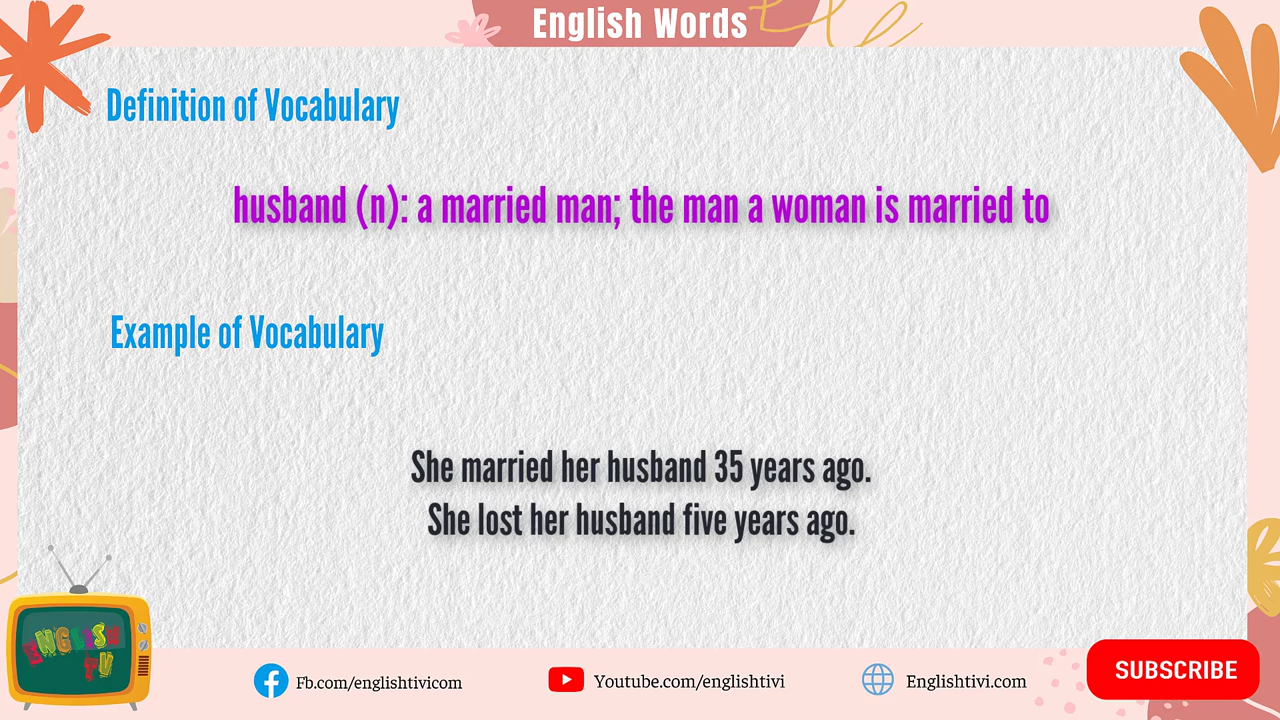 English Words
Definition of Vocabulary
husband (n): a married man; the man a woman is married to
Example of Vocabulary
She married her husband 35 years ago.
She lost her husband five years ago.
ENGLISH
TV
Fb.com/englishtivicom
Youtube.com/englishtivi
Englishtivi.com
SUBSCRIBE